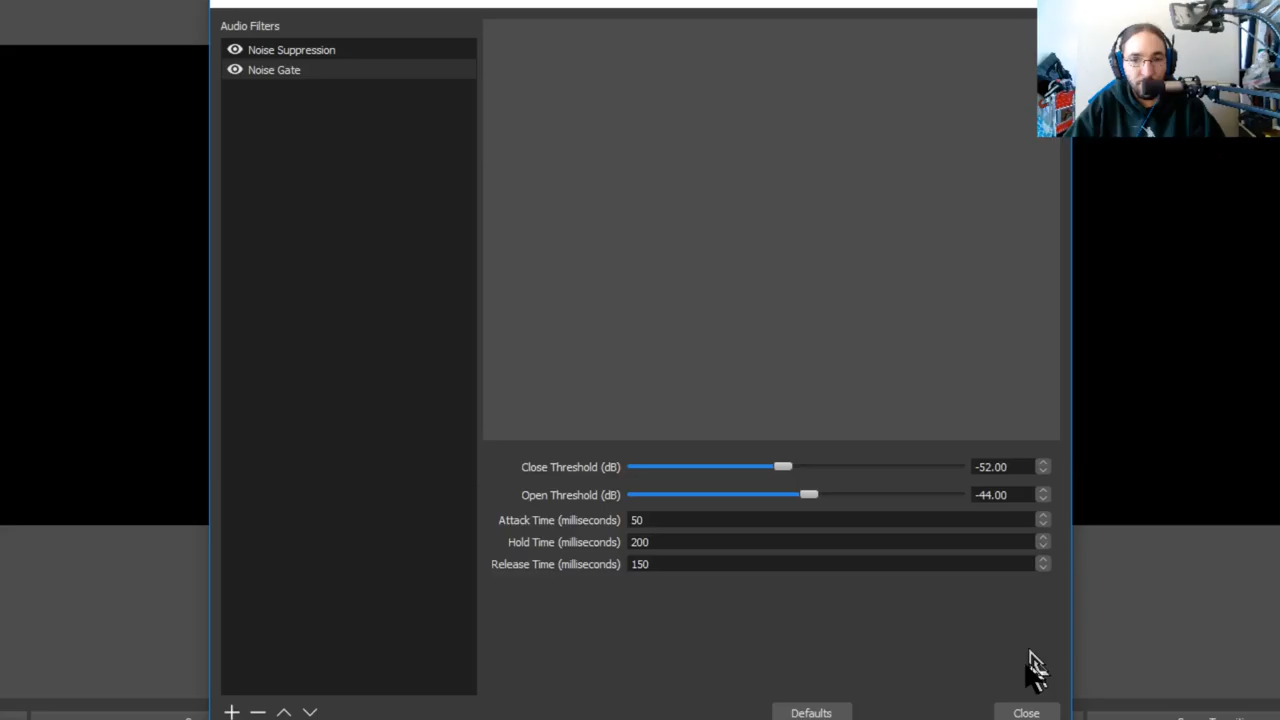 Audio Filters
Noise Suppression
Noise Gate
Close Threshold (dB) -52.00
Open Threshold (dB) -44.00
Attack Time (milliseconds) 50
Hold Time (milliseconds) 200
Release Time (milliseconds) 150
Defaults
Close